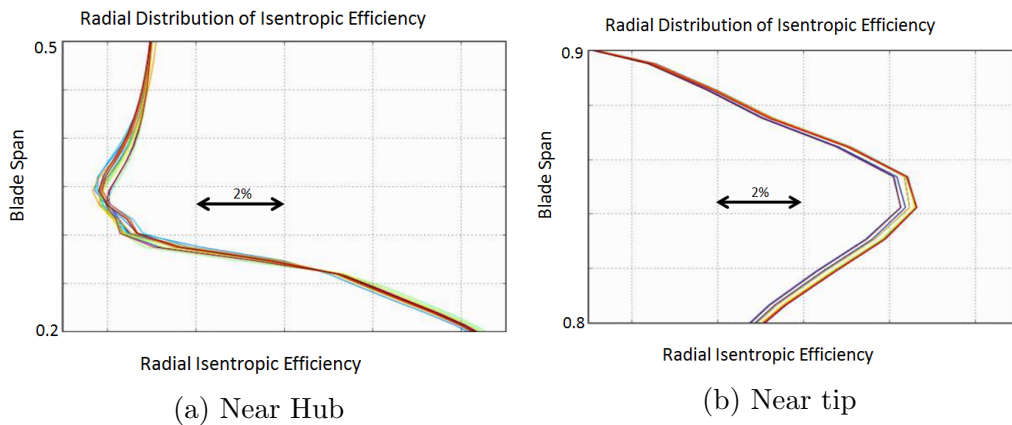 Radial Distribution of Isentropic Efficiency
0.5
Blade Span
2%
0.2
Radial Isentropic Efficiency
(a) Near Hub
Radial Distribution of Isentropic Efficiency
0.9
Blade Span
2%
0.8
Radial Isentropic Efficiency
(b) Near tip